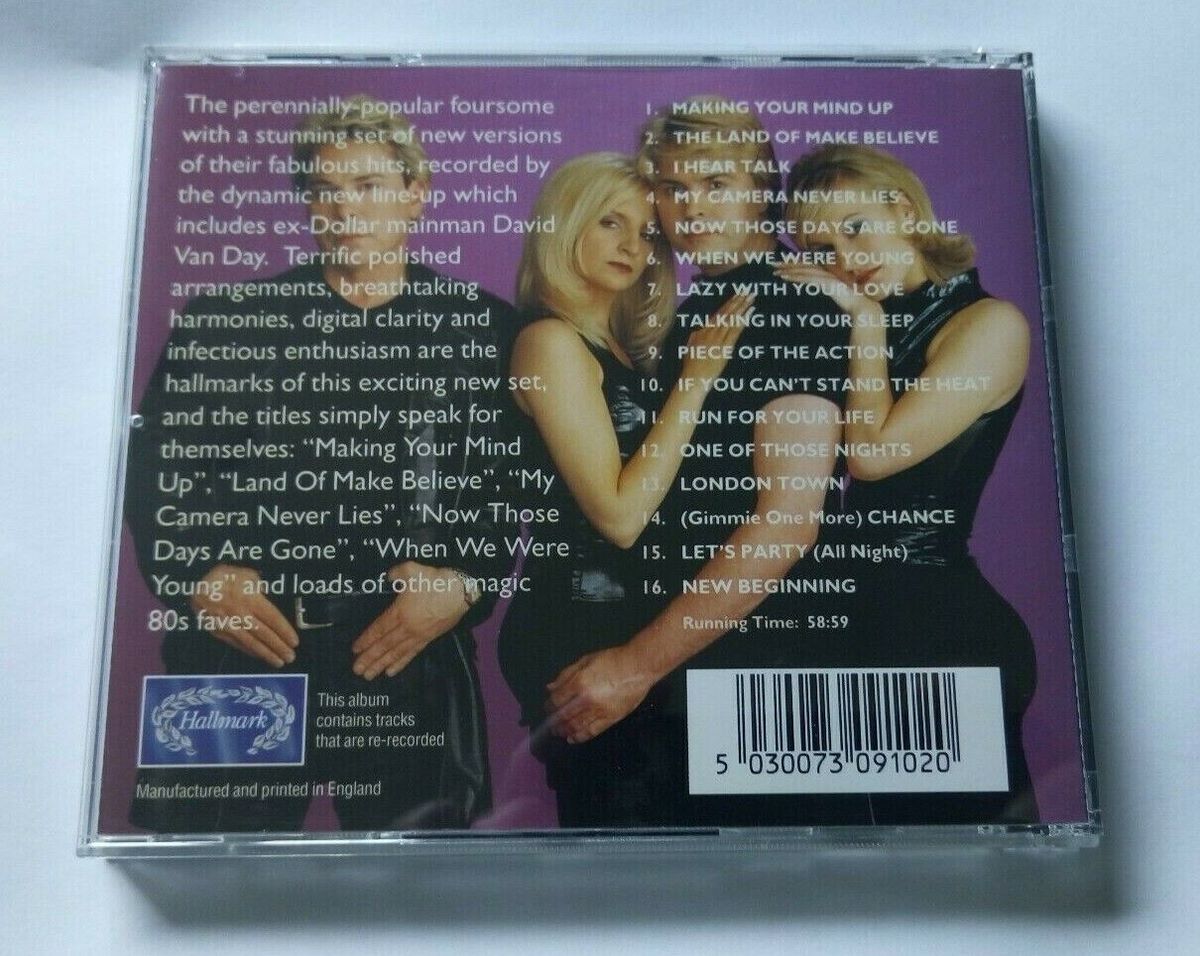 The perennially-popular foursome
with a stunning set of new versions
of their fabulous hits, recorded by
the dynamic new line-up which
includes ex-Dollar mainman David
Van Day. Terrific polished
arrangements, breathtaking
harmonies, digital clarity and
infectious enthusiasm are the
hallmarks of this exciting new set,
and the titles simply speak for
themselves: “Making Your Mind
Up”, “Land Of Make Believe”, “My
Camera Never Lies”, “Now Those
Days Are Gone”, “When We Were
Young” and loads of other magic
80s faves.
1. MAKING YOUR MIND UP
2. THE LAND OF MAKE BELIEVE
3. I HEAR TALK
4. MY CAMERA NEVER LIES
5. NOW THOSE DAYS ARE GONE
6. WHEN WE WERE YOUNG
7. LAZY WITH YOUR LOVE
8. TALKING IN YOUR SLEEP
9. PIECE OF THE ACTION
10. IF YOU CAN'T STAND THE HEAT
11. RUN FOR YOUR LIFE
12. ONE OF THOSE NIGHTS
13. LONDON TOWN
14. (Gimmie One More) CHANCE
15. LET'S PARTY (All Night)
16. NEW BEGINNING
Running Time: 58:59
Hallmark
This album
contains tracks
that are re-recorded
Manufactured and printed in England
5 030073 091020